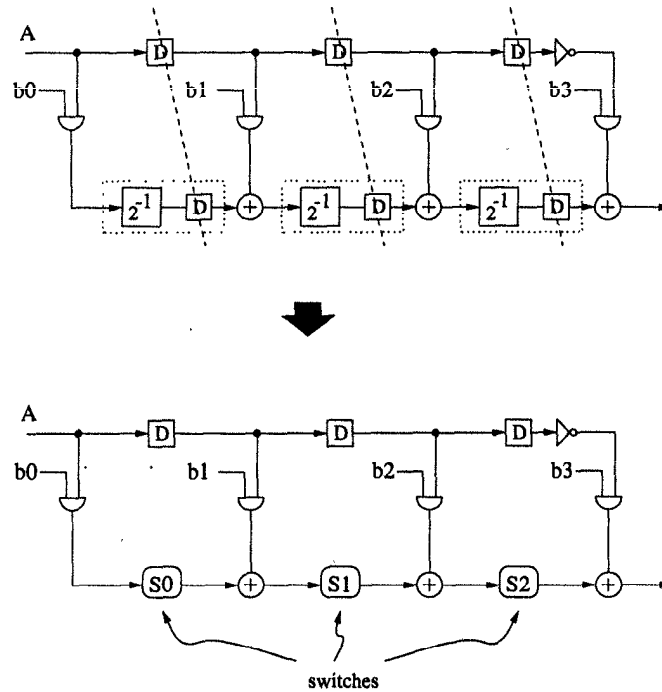 A
D D D
b0 b1 b2 b3
2^-1 D + 2^-1 D + 2^-1 D +
A
D D D
b0 b1 b2 b3
S0 + S1 + S2 +
switches